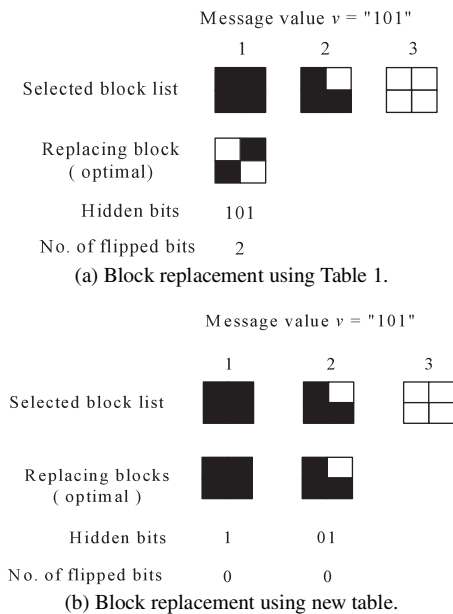 Message value v = "101"
1 2 3
Selected block list
Replacing block
( optimal)
Hidden bits 101
No. of flipped bits 2
(a) Block replacement using Table 1.
Message value v = "101"
1 2 3
Selected block list
Replacing blocks
( optimal )
Hidden bits 1 01
No. of flipped bits 0 0
(b) Block replacement using new table.